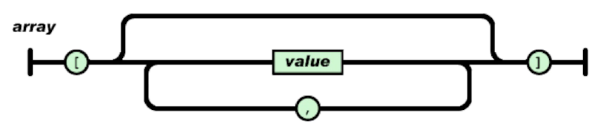 array
[ value ]
,